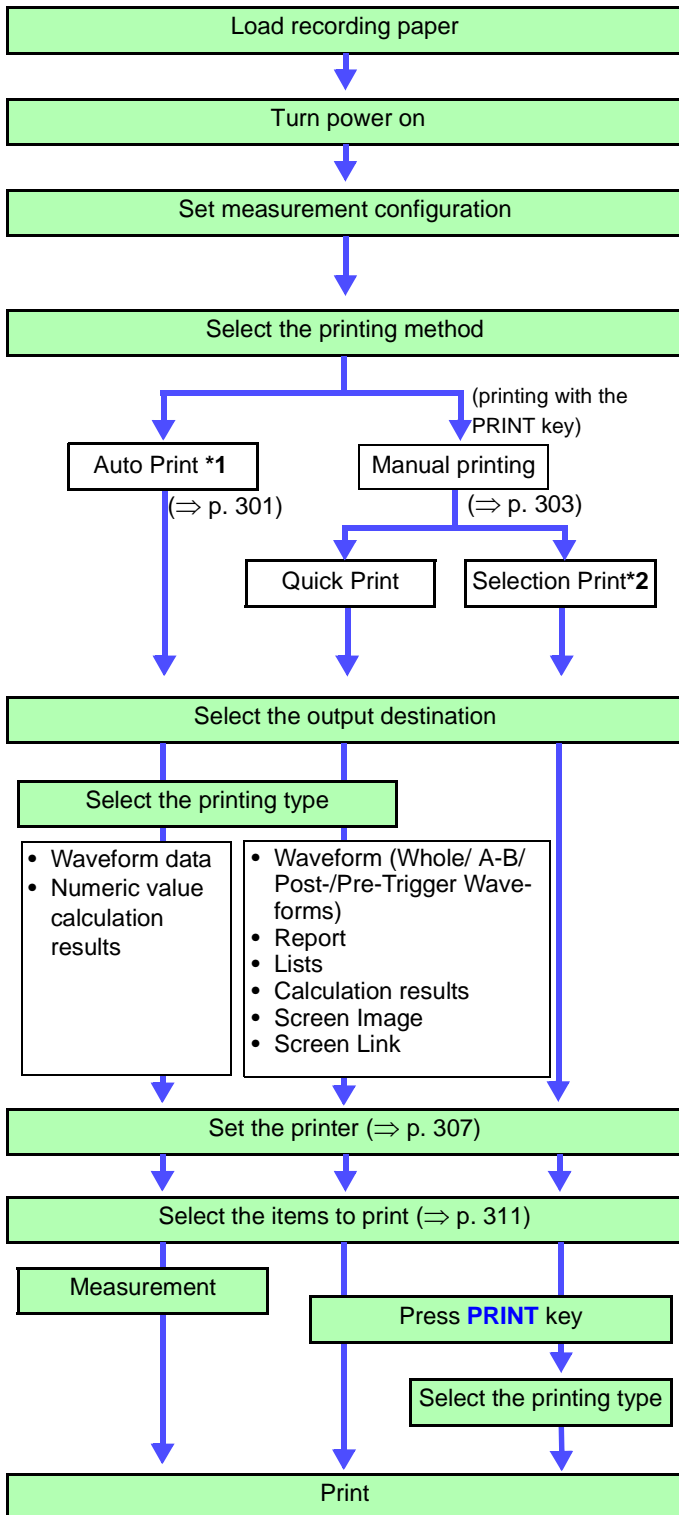 Load recording paper
Turn power on
Set measurement configuration
Select the printing method
(printing with the
PRINT key)
Auto Print *1
Manual printing
(⇒ p. 301)
(⇒ p. 303)
Quick Print
Selection Print*2
Select the output destination
Select the printing type
• Waveform data
• Numeric value
calculation
results
• Waveform (Whole/ A-B/
Post-/Pre-Trigger Wave-
forms)
• Report
• Lists
• Calculation results
• Screen Image
• Screen Link
Set the printer (⇒ p. 307)
Select the items to print (⇒ p. 311)
Measurement
Press PRINT key
Select the printing type
Print